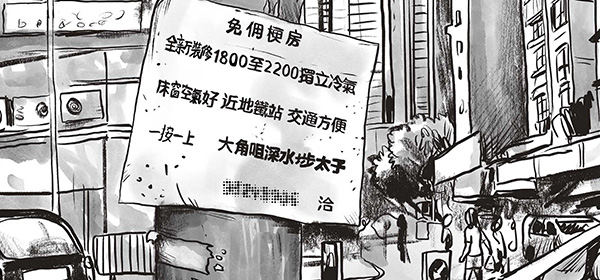 免佣梗房
全新裝修1800至2200獨立冷氣
床窗空氣好 近地鐵站 交通方便
一按一上 大角咀深水埗太子
洽